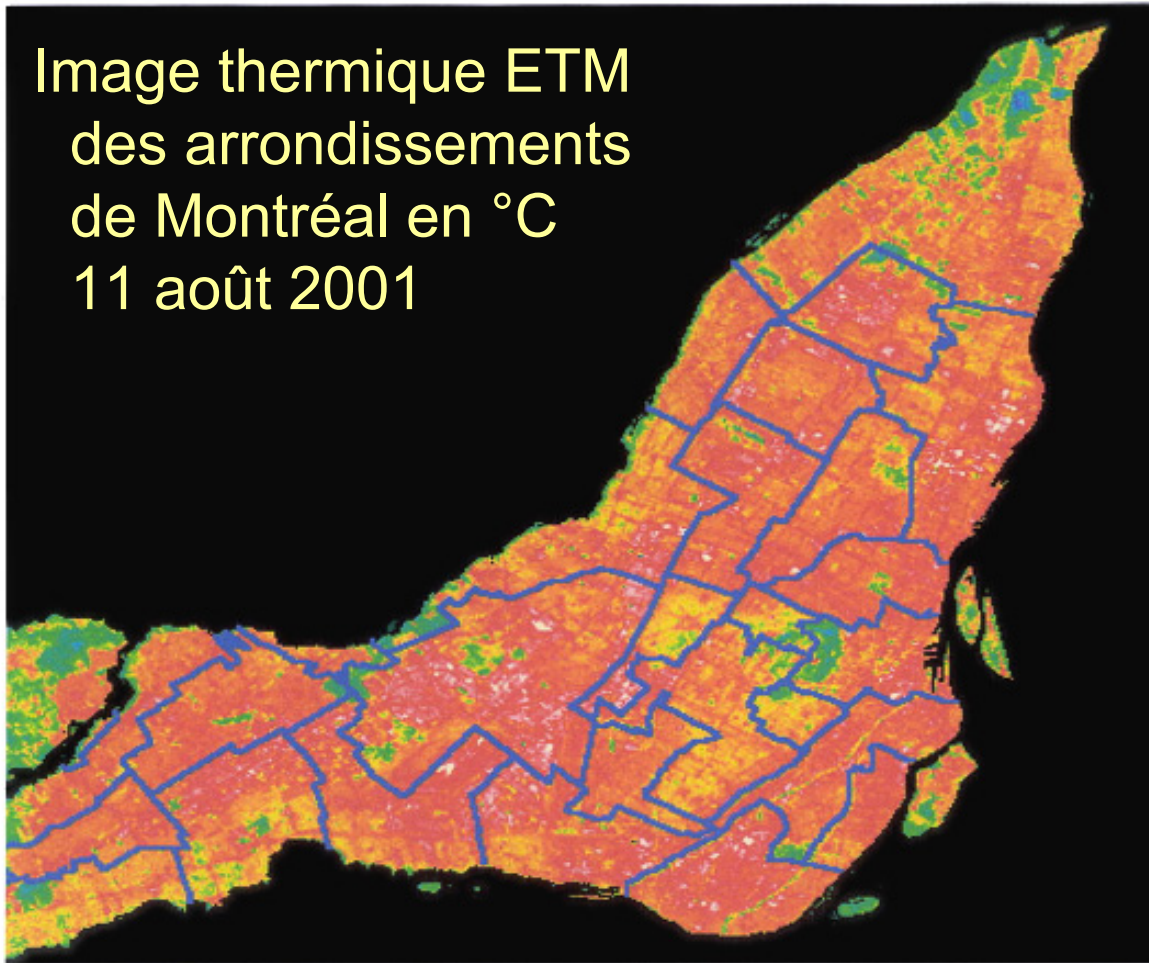 Image thermique ETM
des arrondissements
de Montréal en °C
11 août 2001